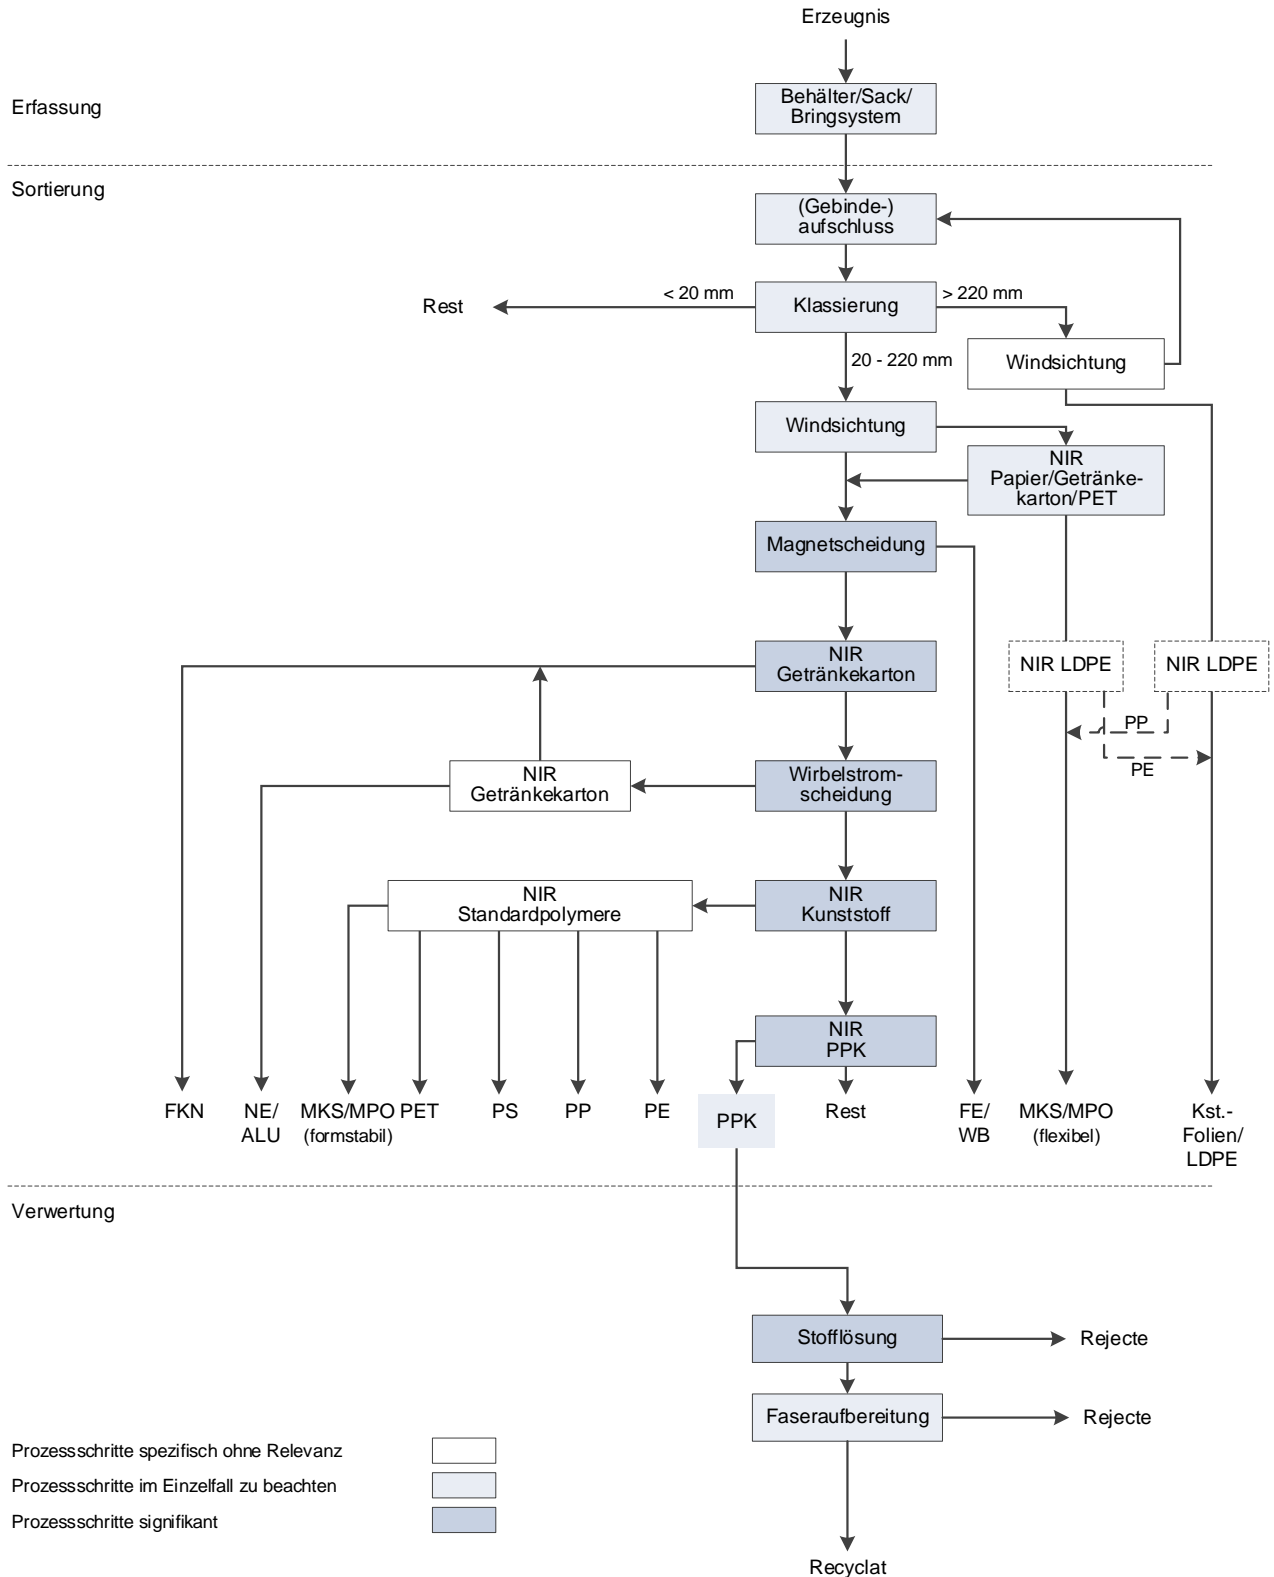 Erzeugnis
Erfassung
Behälter/Sack/
Bringsystem
Sortierung
(Gebinde-)
aufschluss
Rest
< 20 mm
Klassierung
> 220 mm
20 - 220 mm
Windsichtung
Windsichtung
NIR
Papier/Getränke-
karton/PET
Magnetscheidung
NIR
Getränkekarton
NIR LDPE
NIR LDPE
PP
PE
NIR
Getränkekarton
Wirbelstrom-
scheidung
NIR
Standardpolymere
NIR
Kunststoff
NIR
PPK
FKN
NE/
ALU
MKS/MPO
(formstabil)
PET
PS
PP
PE
PPK
Rest
FE/
WB
MKS/MPO
(flexibel)
Kst.-
Folien/
LDPE
Verwertung
Stofflösung
Rejecte
Faseraufbereitung
Rejecte
Prozessschritte spezifisch ohne Relevanz
Prozessschritte im Einzelfall zu beachten
Prozessschritte signifikant
Recyclat